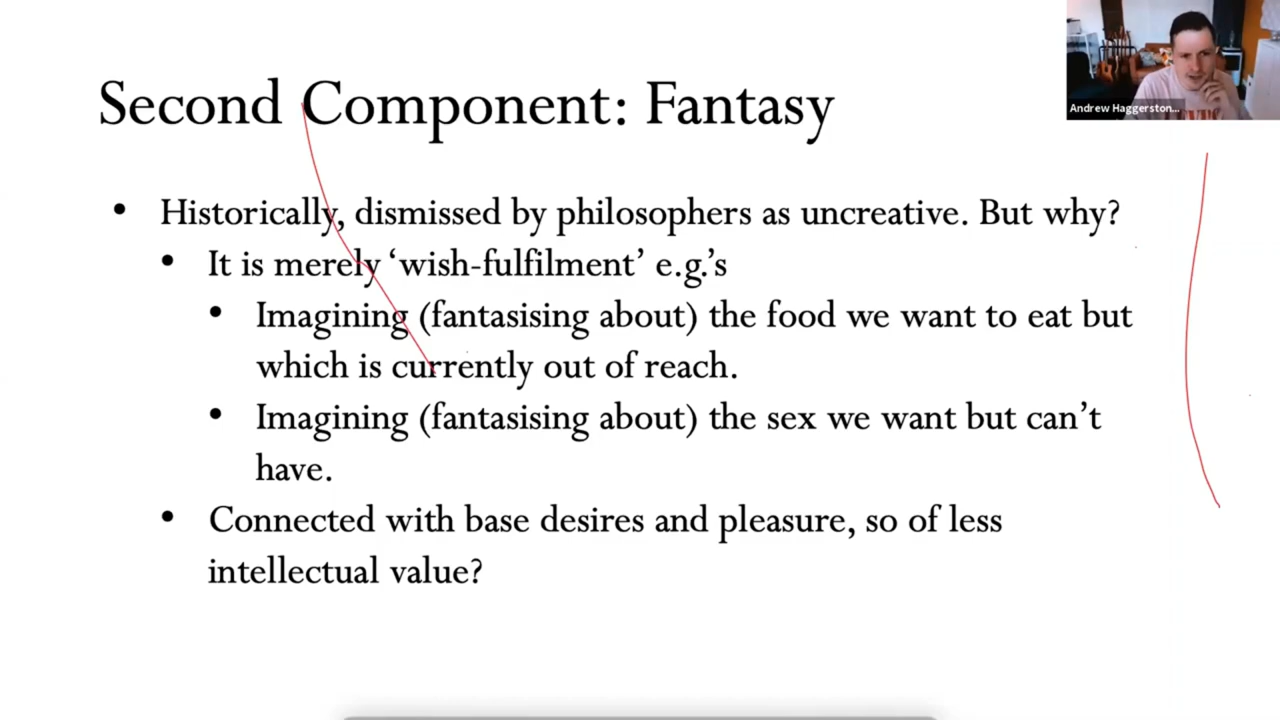 Second Component: Fantasy
Andrew Haggerston...
• Historically, dismissed by philosophers as uncreative. But why?
• It is merely ‘wish-fulfilment’ e.g.’s
• Imagining (fantasising about) the food we want to eat but
which is currently out of reach.
• Imagining (fantasising about) the sex we want but can’t
have.
• Connected with base desires and pleasure, so of less
intellectual value?